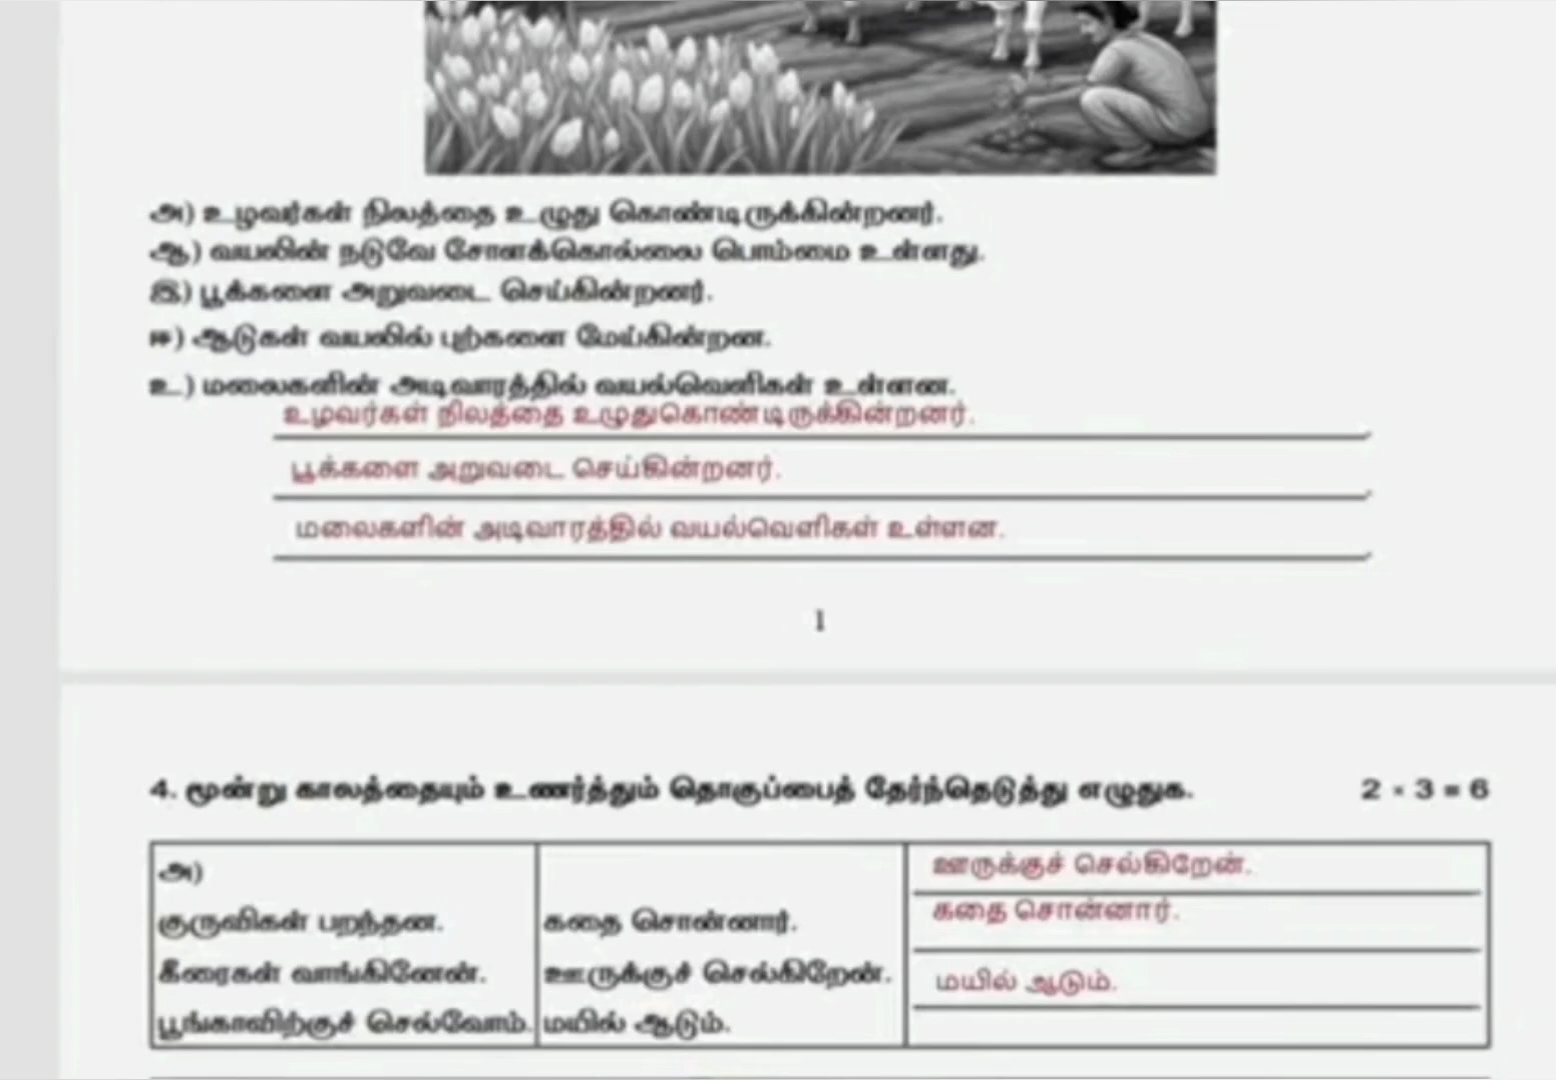 அ) உழவர்கள் நிலத்தை உழுது கொண்டிருக்கின்றனர்.
ஆ) வயலின் நடுவே சோளக்கொல்லை பொம்மை உள்ளது.
இ) பூக்களை அறுவடை செய்கின்றனர்.
ஈ) ஆடுகள் வயலில் புற்களை மேய்கின்றன.
உ) மலைகளின் அடிவாரத்தில் வயல்வெளிகள் உள்ளன.
உழவர்கள் நிலத்தை உழுதுகொண்டிருக்கின்றனர்.
பூக்களை அறுவடை செய்கின்றனர்.
மலைகளின் அடிவாரத்தில் வயல்வெளிகள் உள்ளன.
1
4. மூன்று காலத்தையும் உணர்த்தும் தொகுப்பைத் தேர்ந்தெடுத்து எழுதுக. 2 × 3 = 6
அ)
குருவிகள் பறந்தன.
கீரைகள் வாங்கினேன்.
பூங்காவிற்குச் செல்வோம்.
கதை சொன்னார்.
ஊருக்குச் செல்கிறேன்.
மயில் ஆடும்.
ஊருக்குச் செல்கிறேன்.
கதை சொன்னார்.
மயில் ஆடும்.